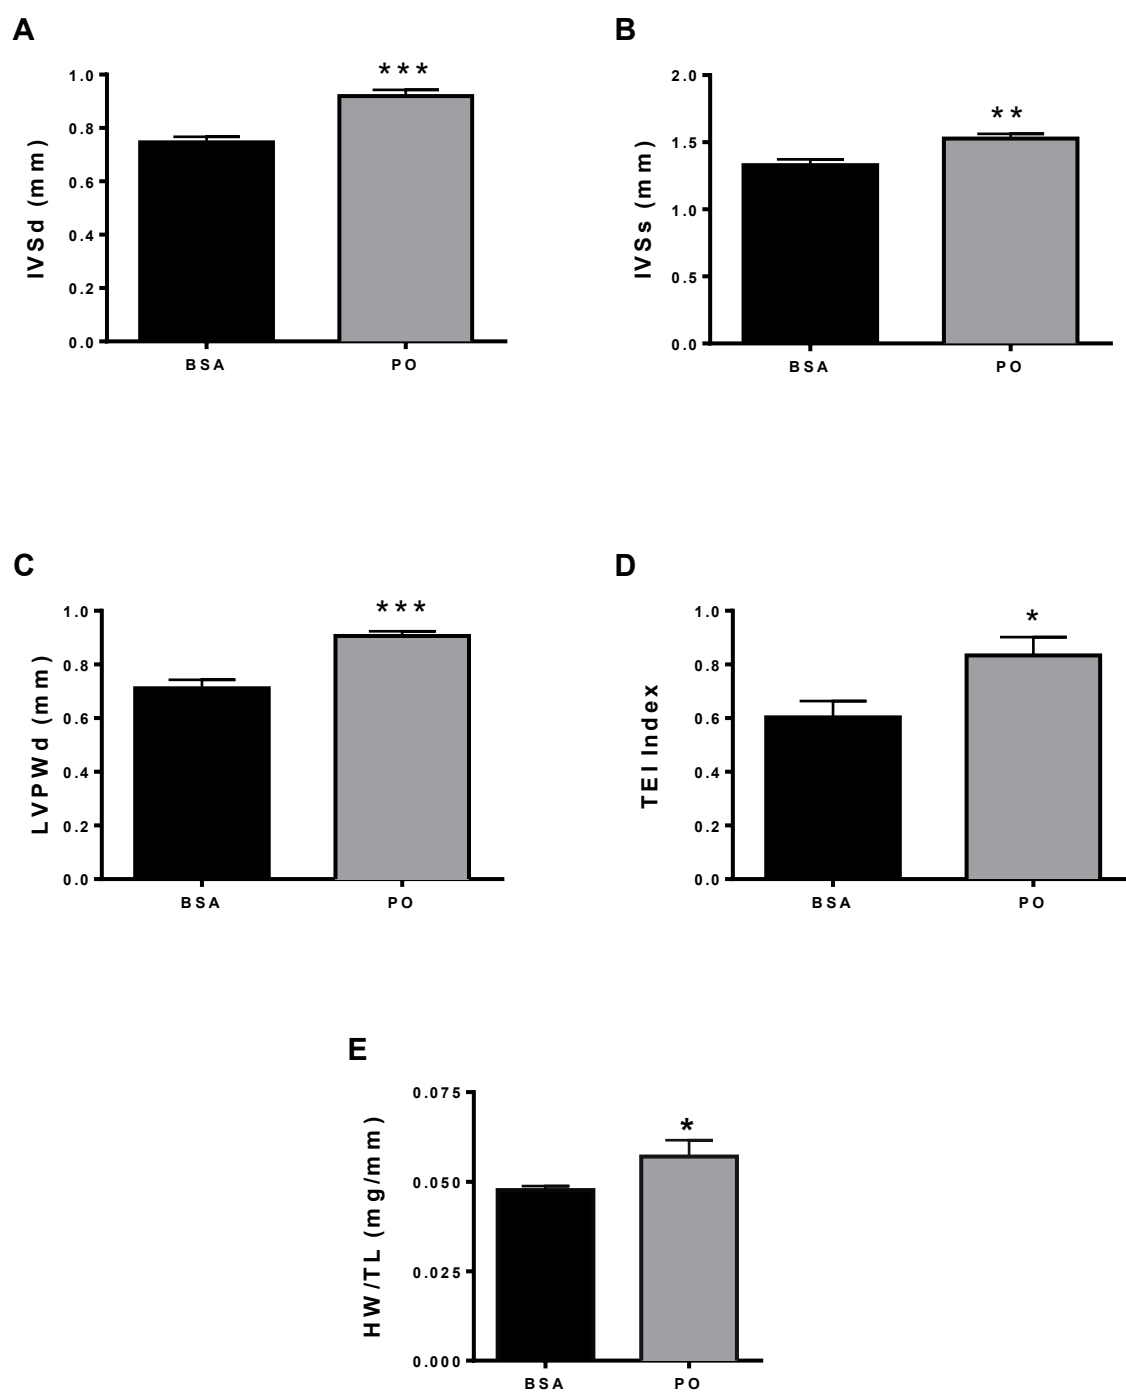 A
IVSd (mm)
1.0
0.8
0.6
0.4
0.2
0.0
***
BSA
PO
B
IVSs (mm)
2.0
1.5
1.0
0.5
0.0
**
BSA
PO
C
LVPWd (mm)
1.0
0.8
0.6
0.4
0.2
0.0
***
BSA
PO
D
TEI Index
1.0
0.8
0.6
0.4
0.2
0.0
*
BSA
PO
E
HW/TL (mg/mm)
0.075
0.050
0.025
0.000
*
BSA
PO